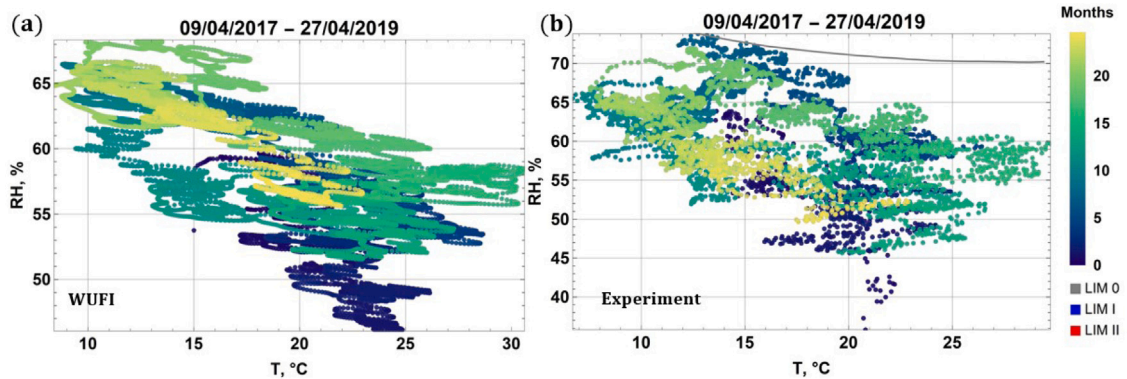 (a)
09/04/2017 – 27/04/2019
RH, %
65
60
55
50
WUFI
10
15
20
25
30
T, °C
(b)
09/04/2017 – 27/04/2019
RH, %
70
65
60
55
50
45
40
Experiment
10
15
20
25
T, °C
Months
20
15
10
5
0
LIM 0
LIM I
LIM II